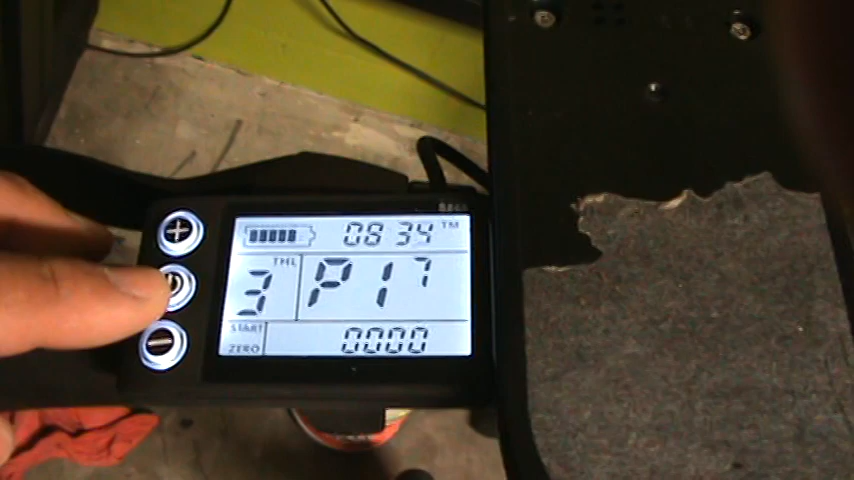 08 34 TM
THL
3 P17
START
ZERO 0000